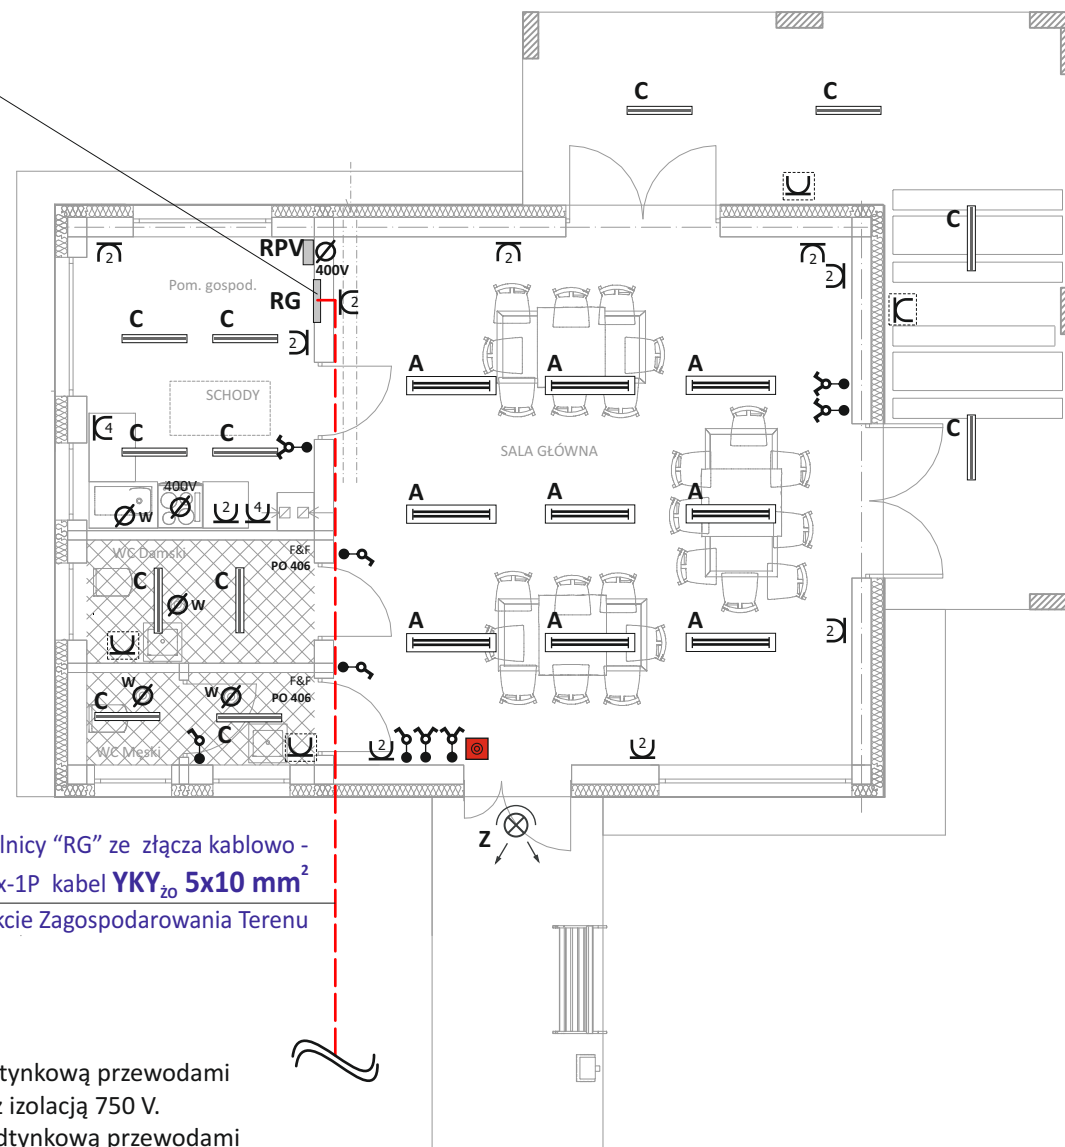 C
C
C
RPV
400V
2
2
2
2
RG
2
2
Pom. gospod.
C
C
A
A
A
SCHODY
4
C
C
C
SALA GŁÓWNA
400V
A
A
A
W
2
4
WC Damski
F&F
PO 406
C
C
W
A
A
A
2
F&F
PO 406
W
W
C
C
WC Męski
2
2
Z
lnicy “RG” ze złącza kablowo -
x-1P kabel YKYżo 5x10 mm²
kcie Zagospodarowania Terenu
tynkową przewodami
z izolacją 750 V.
dtynkową przewodami